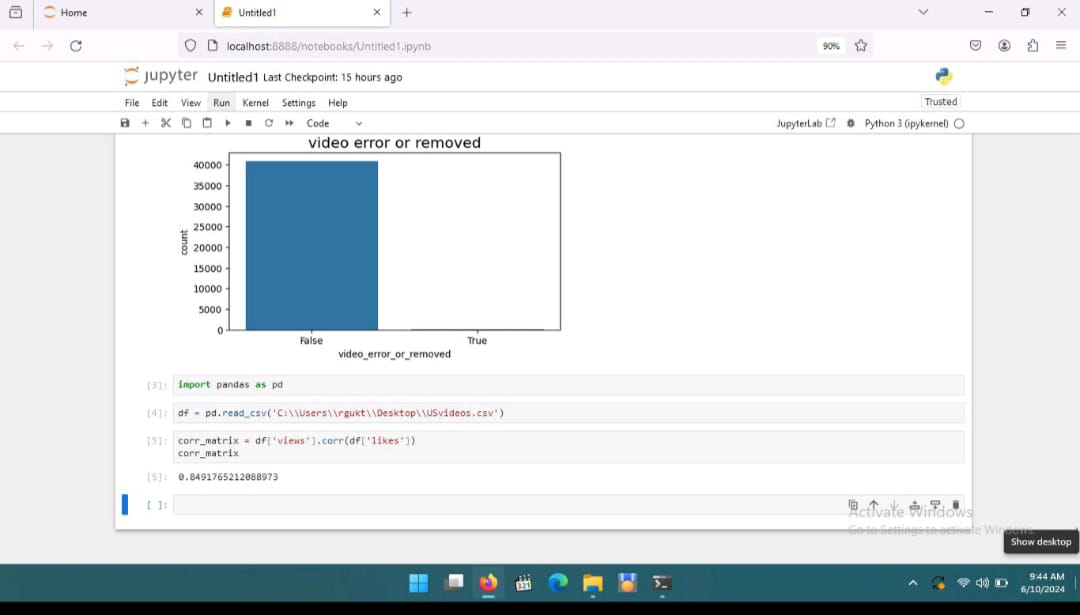 Home
Untitled1
localhost:8888/notebooks/Untitled1.ipynb
90%
jupyter Untitled1 Last Checkpoint: 15 hours ago
File Edit View Run Kernel Settings Help
Trusted
Code
JupyterLab
Python 3 (ipykernel)
video error or removed
40000
35000
30000
25000
20000
15000
10000
5000
0
count
False True
video_error_or_removed
[3]: import pandas as pd
[4]: df = pd.read_csv('C:\\Users\\rgukt\\Desktop\\USvideos.csv')
[5]: corr_matrix = df['views'].corr(df['likes'])
corr_matrix
[5]: 0.8491765212088973
[ ]:
Activate Windows
Go to Settings to activate Windows.
Show desktop
321
9:44 AM
6/10/2024